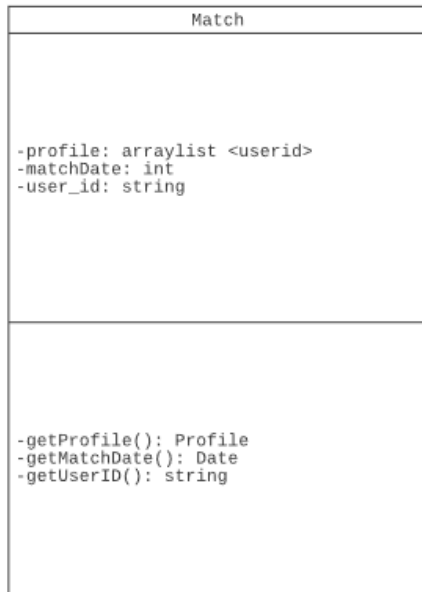 Match
-profile: arraylist <userid>
-matchDate: int
-user_id: string
-getProfile(): Profile
-getMatchDate(): Date
-getUserID(): string